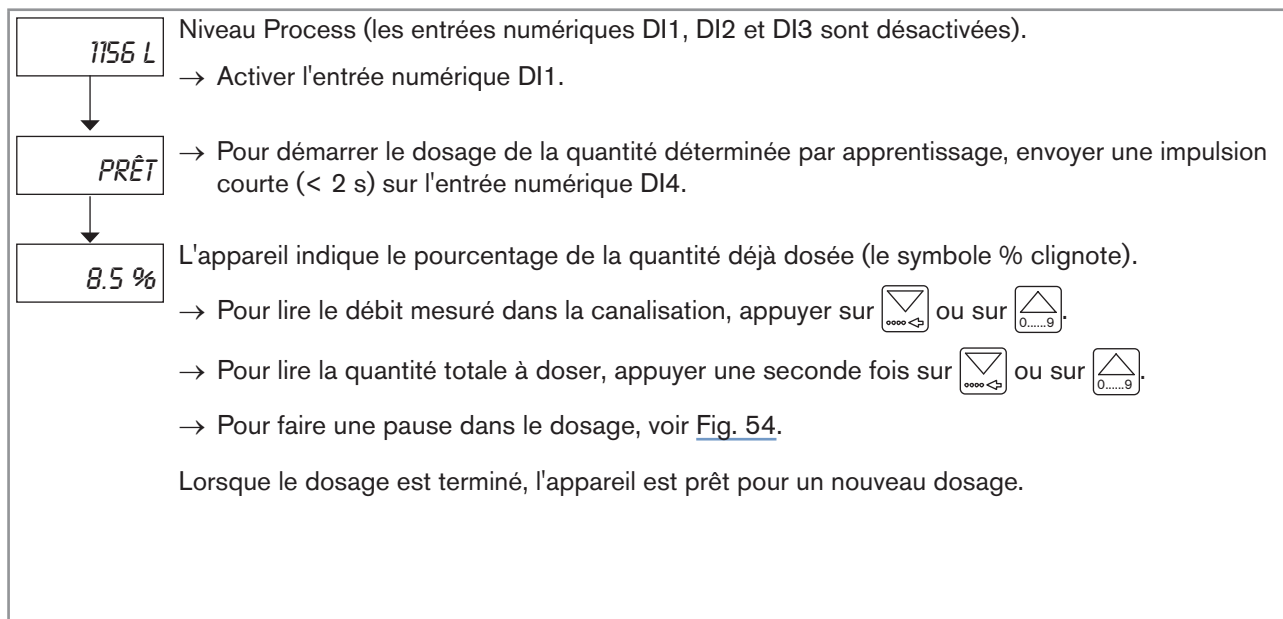 1156 L
Niveau Process (les entrées numériques DI1, DI2 et DI3 sont désactivées).
→ Activer l'entrée numérique DI1.
PRÊT
→ Pour démarrer le dosage de la quantité déterminée par apprentissage, envoyer une impulsion
courte (< 2 s) sur l'entrée numérique DI4.
8.5 %
L'appareil indique le pourcentage de la quantité déjà dosée (le symbole % clignote).
→ Pour lire le débit mesuré dans la canalisation, appuyer sur ou sur 0......9.
→ Pour lire la quantité totale à doser, appuyer une seconde fois sur ou sur 0......9.
→ Pour faire une pause dans le dosage, voir Fig. 54.
Lorsque le dosage est terminé, l'appareil est prêt pour un nouveau dosage.